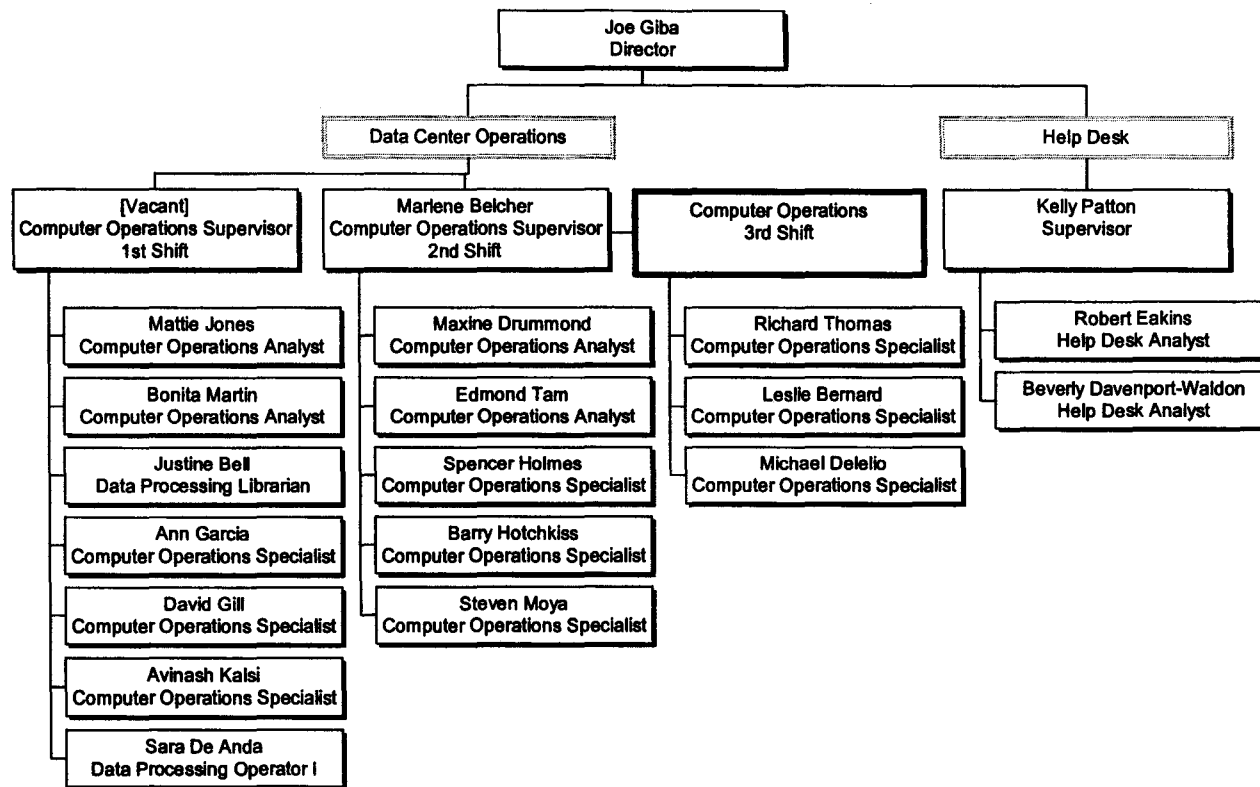 Joe Giba
Director
Data Center Operations
Help Desk
[Vacant]
Computer Operations Supervisor
1st Shift
Marlene Belcher
Computer Operations Supervisor
2nd Shift
Computer Operations
3rd Shift
Kelly Patton
Supervisor
Mattie Jones
Computer Operations Analyst
Bonita Martin
Computer Operations Analyst
Justine Bell
Data Processing Librarian
Ann Garcia
Computer Operations Specialist
David Gill
Computer Operations Specialist
Avinash Kalsi
Computer Operations Specialist
Sara De Anda
Data Processing Operator I
Maxine Drummond
Computer Operations Analyst
Edmond Tam
Computer Operations Analyst
Spencer Holmes
Computer Operations Specialist
Barry Hotchkiss
Computer Operations Specialist
Steven Moya
Computer Operations Specialist
Richard Thomas
Computer Operations Specialist
Leslie Bernard
Computer Operations Specialist
Michael Delelio
Computer Operations Specialist
Robert Eakins
Help Desk Analyst
Beverly Davenport-Waldon
Help Desk Analyst